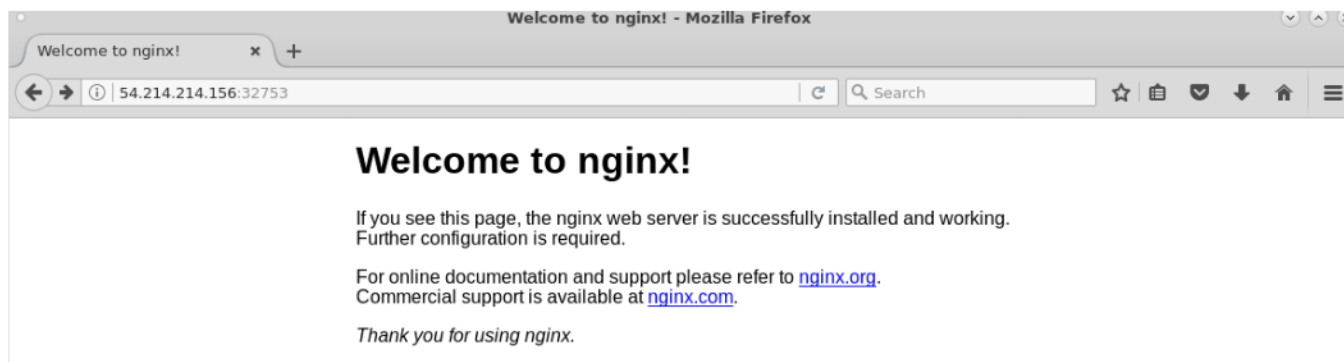 Welcome to nginx! - Mozilla Firefox
Welcome to nginx!
54.214.214.156:32753
Search
Welcome to nginx!
If you see this page, the nginx web server is successfully installed and working.
Further configuration is required.
For online documentation and support please refer to nginx.org.
Commercial support is available at nginx.com.
Thank you for using nginx.